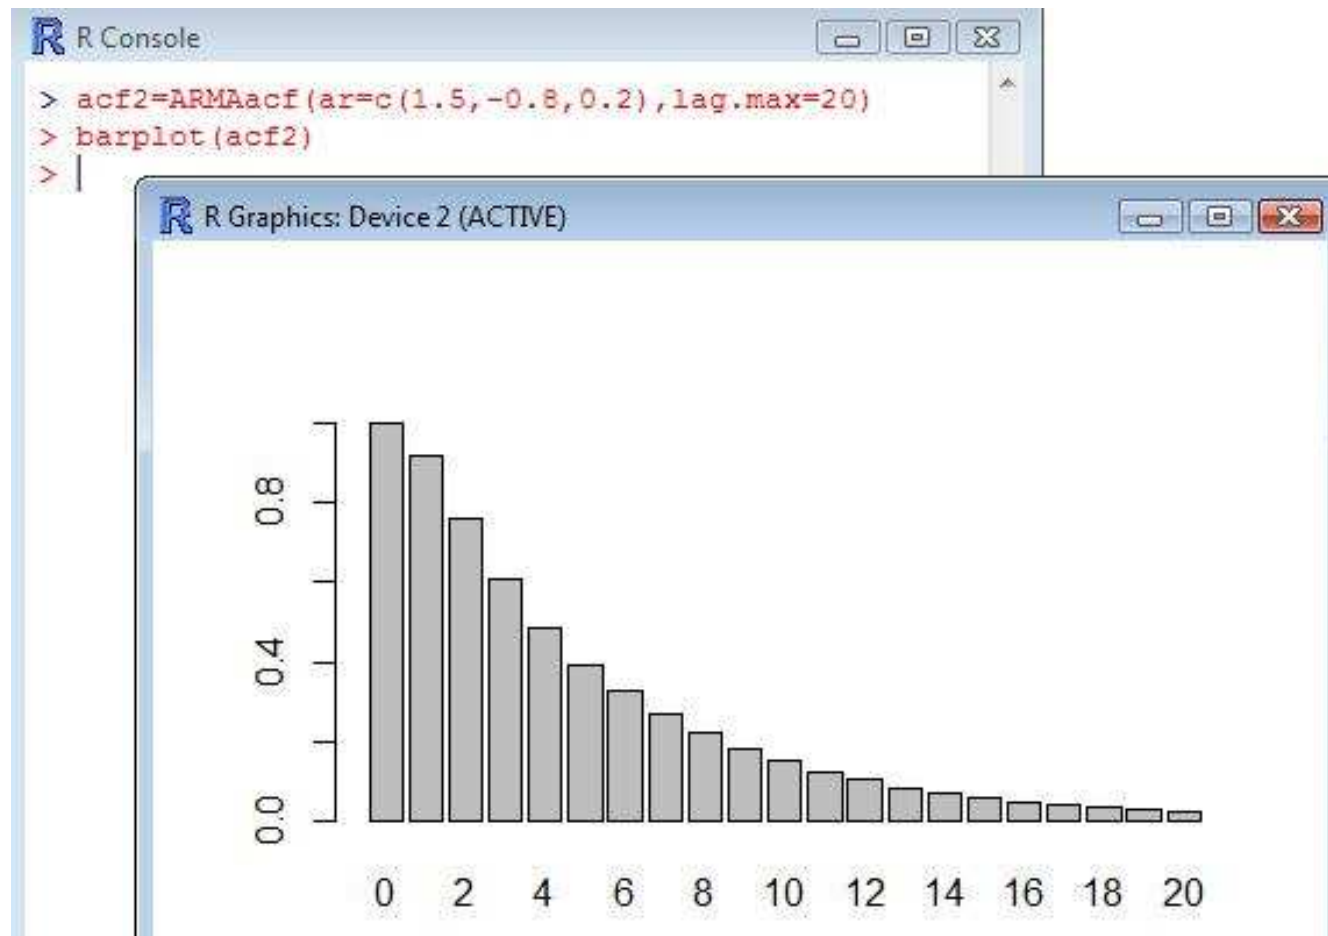 R Console
> acf2=ARMAacf(ar=c(1.5,-0.8,0.2),lag.max=20)
> barplot(acf2)
>
R Graphics: Device 2 (ACTIVE)
0.8
0.4
0.0
0 2 4 6 8 10 12 14 16 18 20